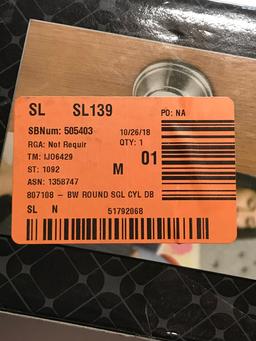 SL SL139
PO: NA
SBNum: 505403 10/26/18
RGA: Not Requir QTY: 1
TM: IJ06429
ST: 1092 M 01
ASN: 1358747
807108 - BW ROUND SGL CYL DB
SL N 51792068